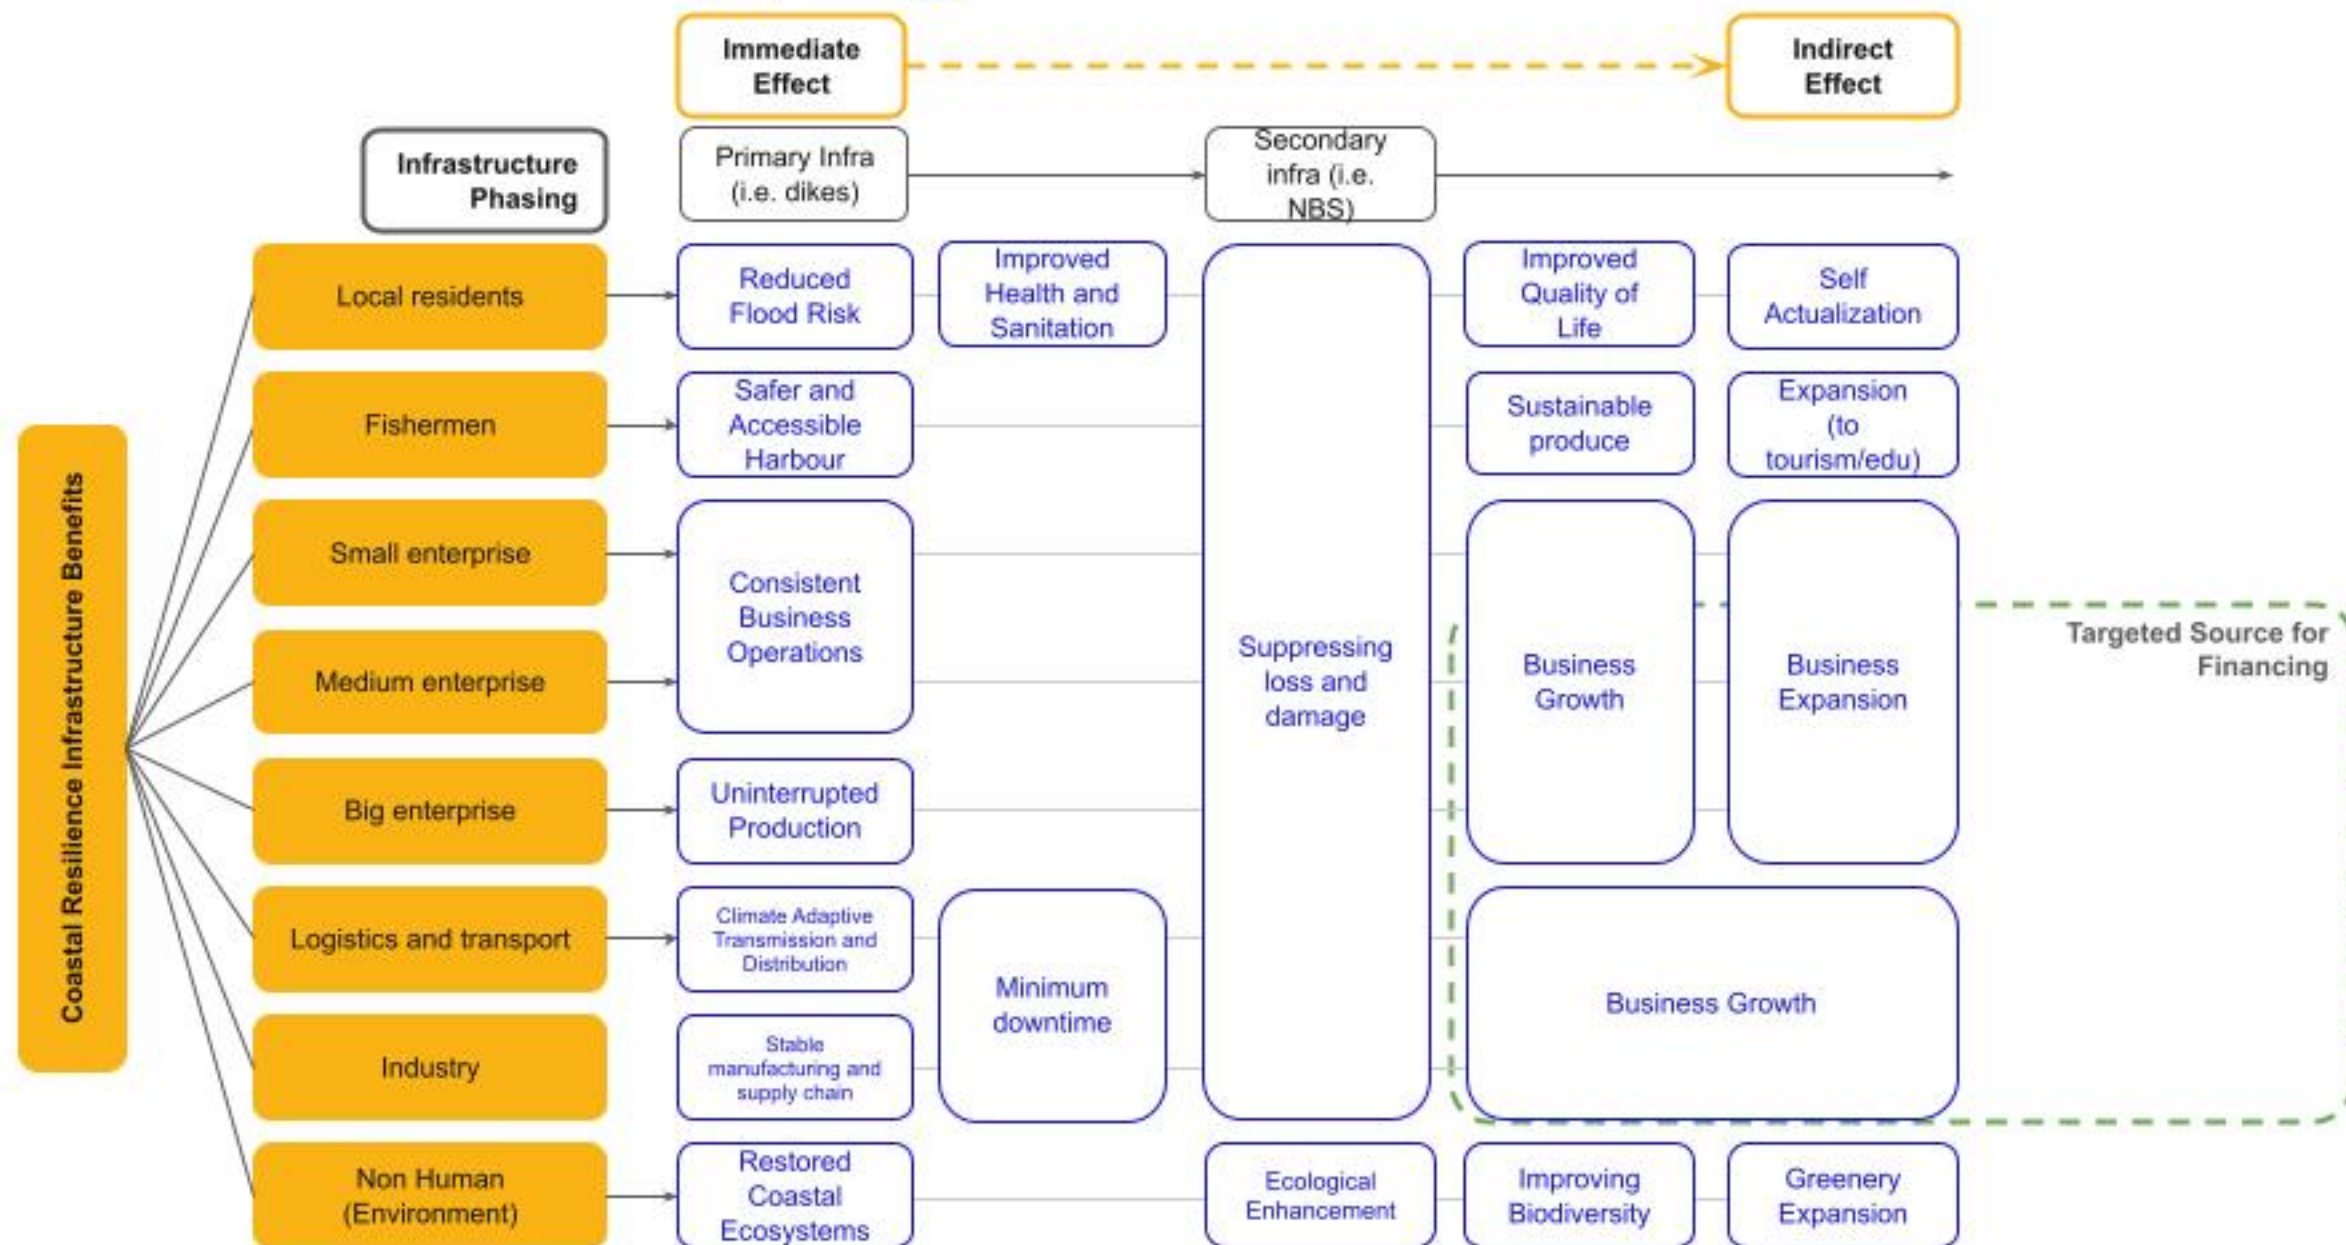 Immediate
Effect
Indirect
Effect
Infrastructure
Phasing
Primary Infra
(i.e. dikes)
Secondary
infra (i.e.
NBS)
Coastal Resilience Infrastructure Benefits
Local residents
Reduced
Flood Risk
Improved
Health and
Sanitation
Improved
Quality of
Life
Self
Actualization
Fishermen
Safer and
Accessible
Harbour
Sustainable
produce
Expansion
(to
tourism/edu)
Small enterprise
Consistent
Business
Operations
Medium enterprise
Suppressing
loss and
damage
Business
Growth
Business
Expansion
Targeted Source for
Financing
Big enterprise
Uninterrupted
Production
Logistics and transport
Climate Adaptive
Transmission and
Distribution
Minimum
downtime
Business Growth
Industry
Stable
manufacturing and
supply chain
Non Human
(Environment)
Restored
Coastal
Ecosystems
Ecological
Enhancement
Improving
Biodiversity
Greenery
Expansion